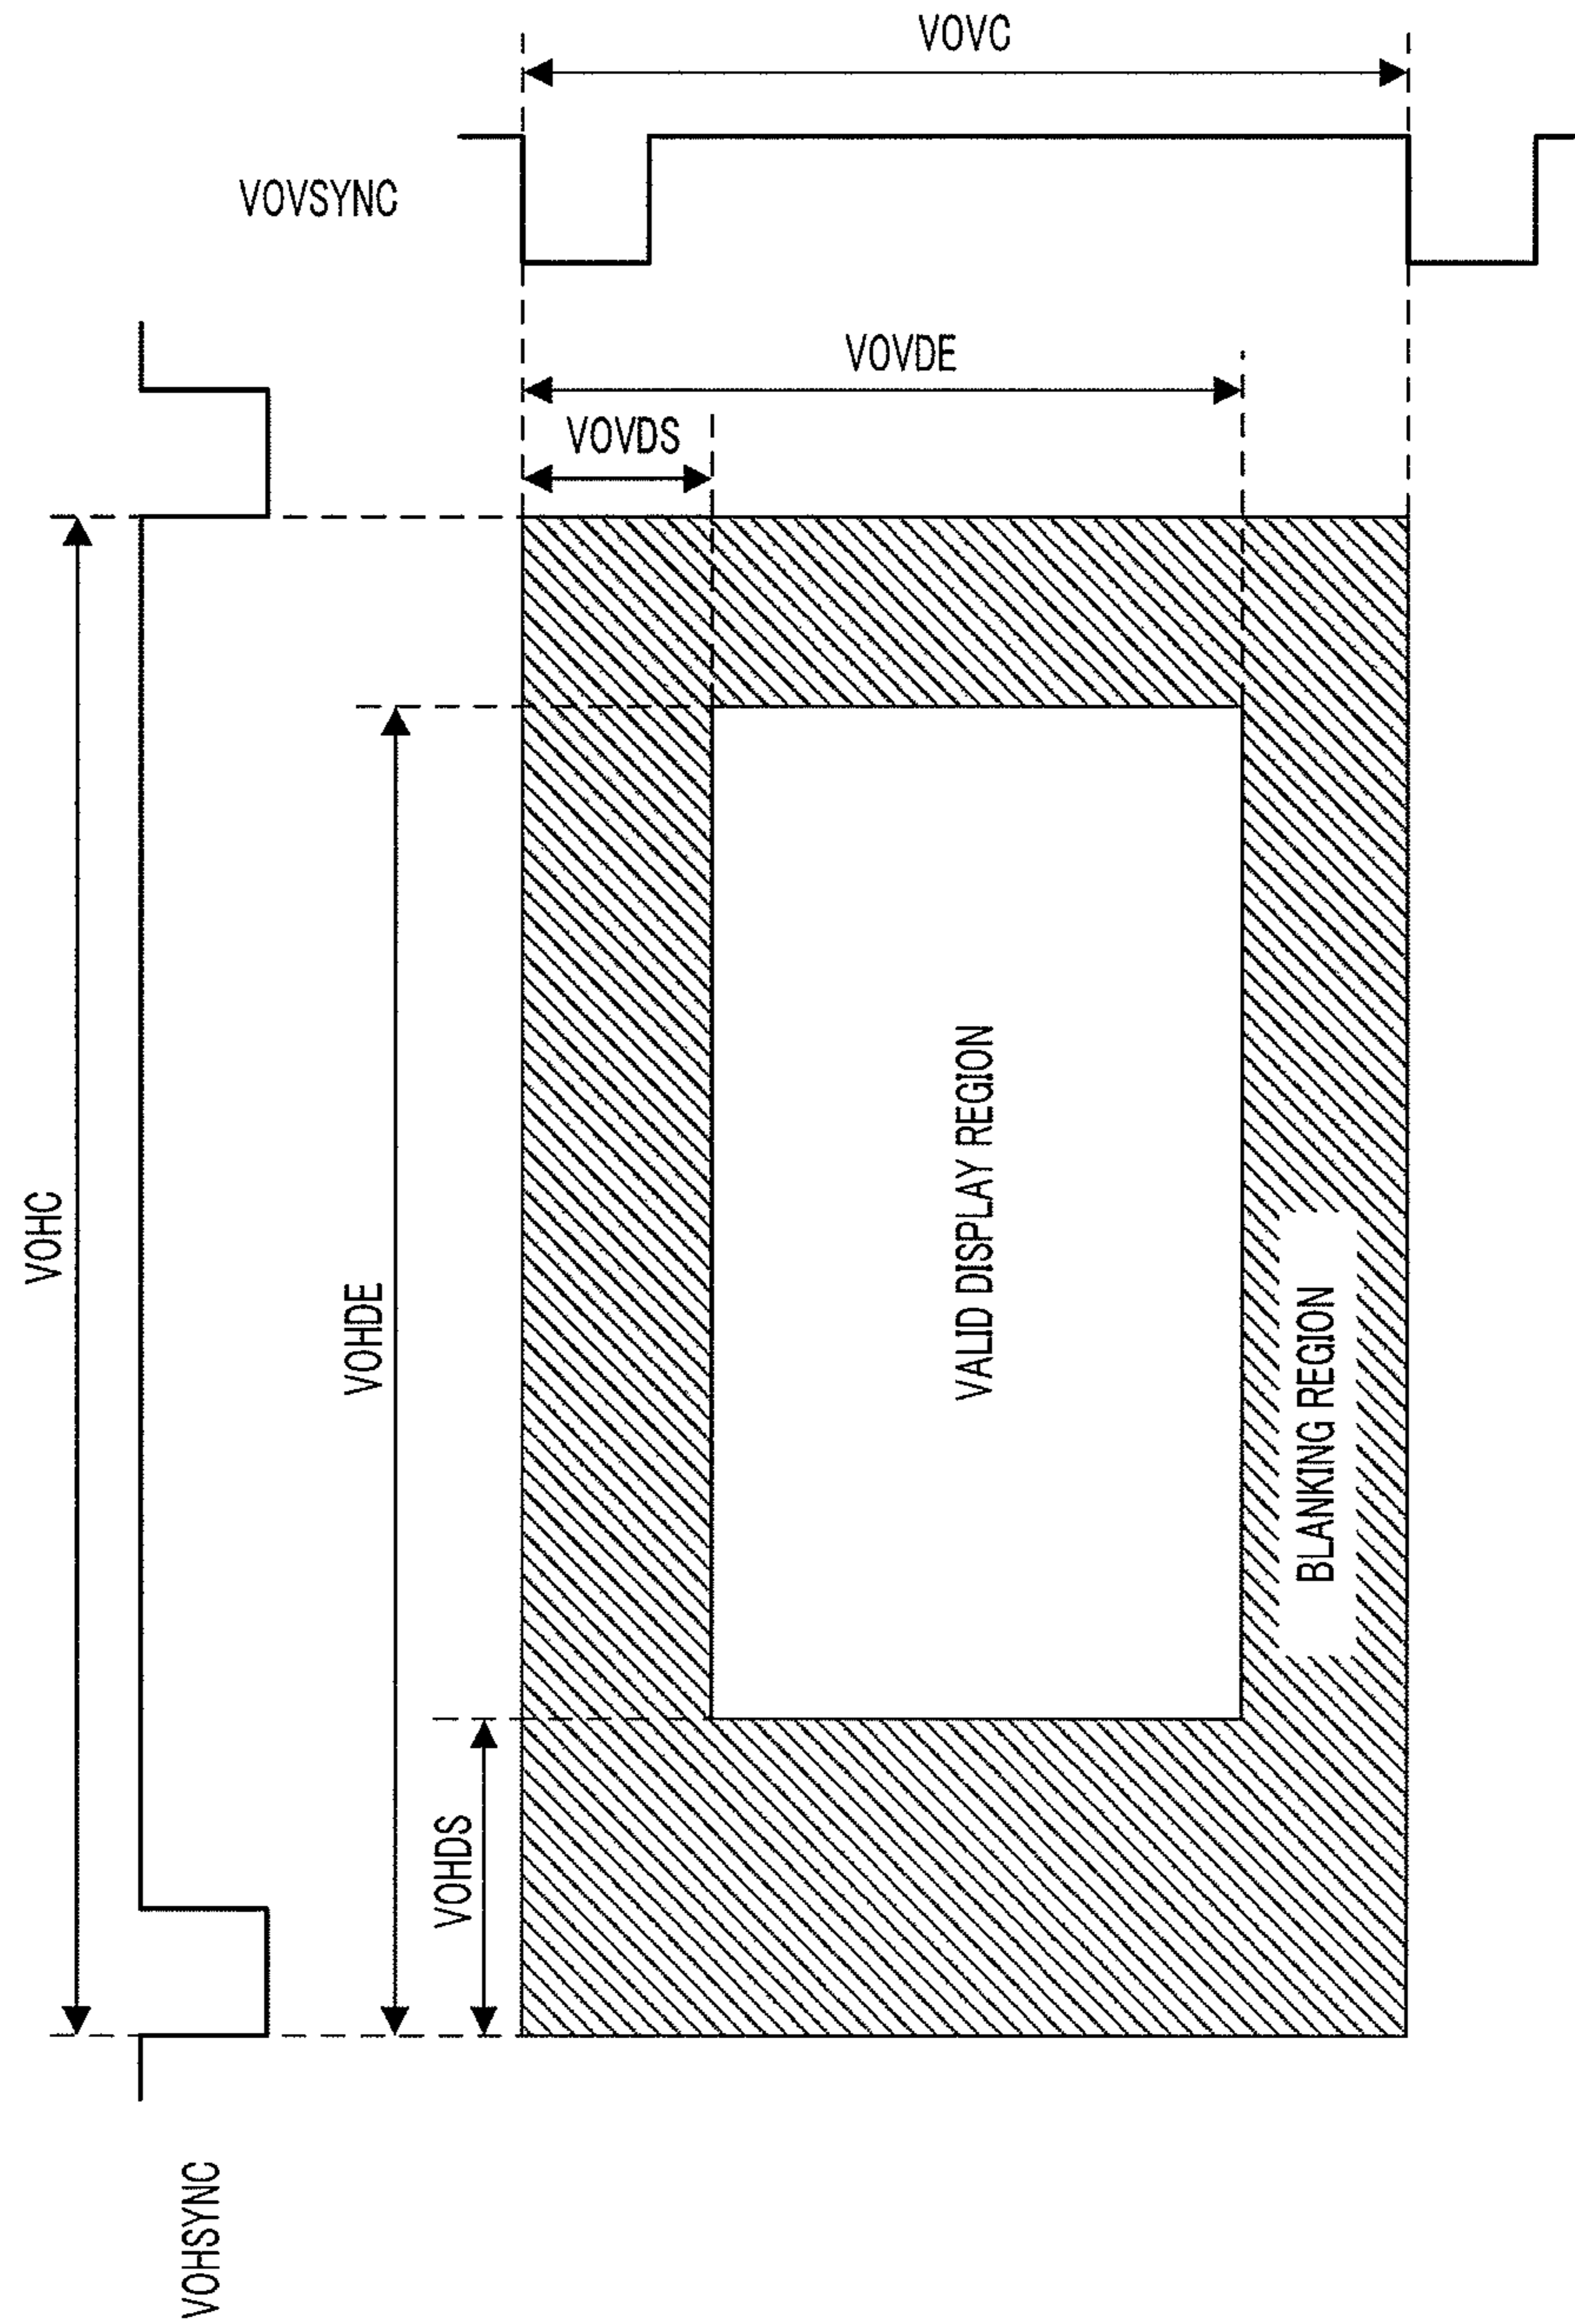 VOHSYNC
VOHC
VOHDE
VOHDS
VOVSYNC
VOVC
VOVDE
VOVDS
VALID DISPLAY REGION
BLANKING REGION